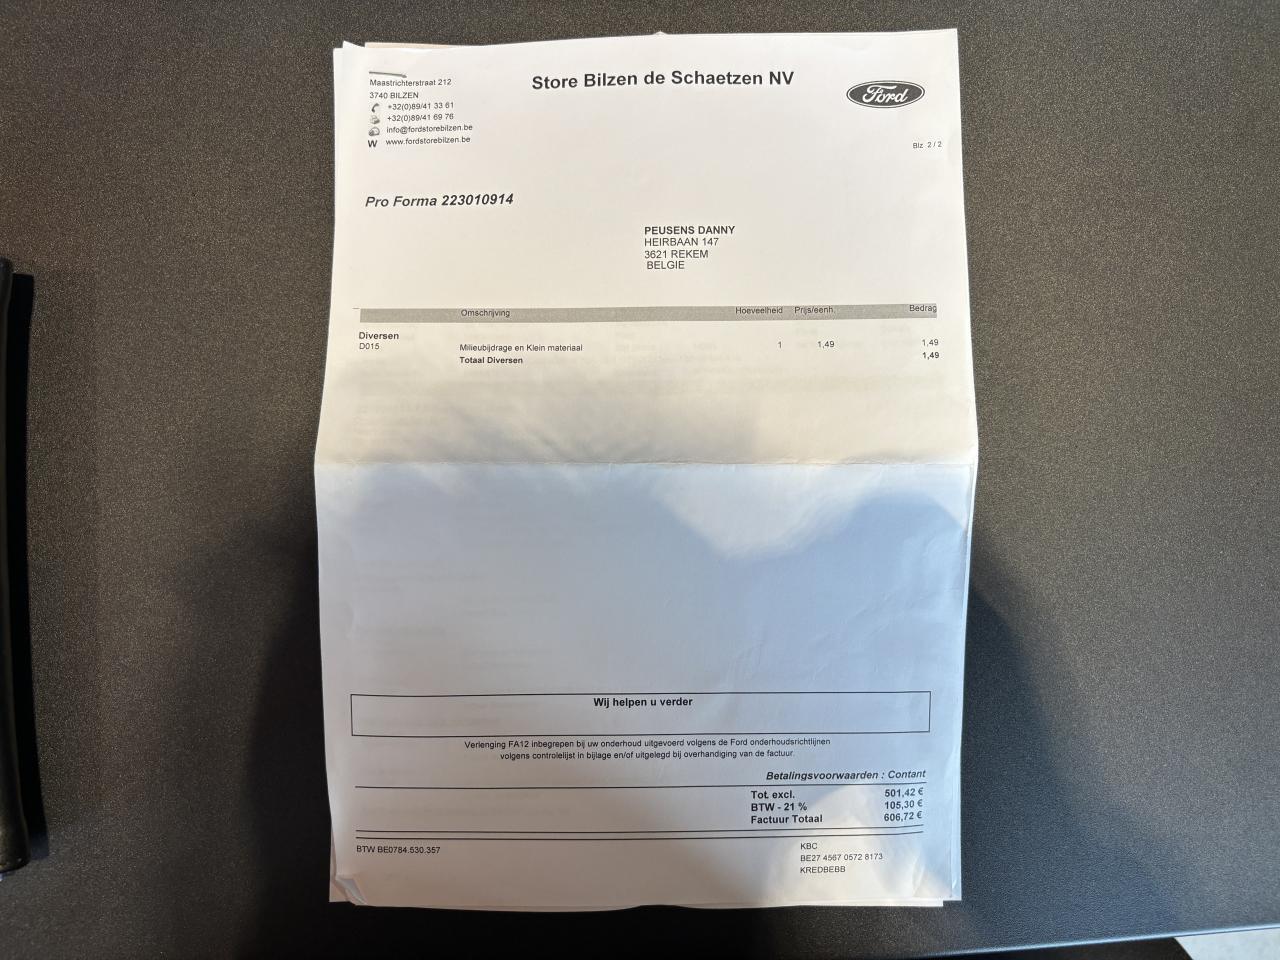 Store Bilzen de Schaetzen NV
Maastrichterstraat 212
3740 BILZEN
+32(0)89/41 33 61
+32(0)89/41 69 76
info@fordstorebilzen.be
W www.fordstorebilzen.be
Ford
Blz 2 / 2
Pro Forma 223010914
PEUSENS DANNY
HEIRBAAN 147
3621 REKEM
BELGIE
Omschrijving Hoeveelheid Prijs/eenh. Bedrag
Diversen
D015 Milieubijdrage en Klein materiaal 1 1,49 1,49
Totaal Diversen 1,49
Wij helpen u verder
Verlenging FA12 inbegrepen bij uw onderhoud uitgevoerd volgens de Ford onderhoudsrichtlijnen
volgens controlelijst in bijlage en/of uitgelegd bij overhandiging van de factuur.
Betalingsvoorwaarden : Contant
Tot. excl. 501,42 €
BTW - 21 % 105,30 €
Factuur Totaal 606,72 €
BTW BE0784.530.357
KBC
BE27 4567 0572 8173
KREDBEBB